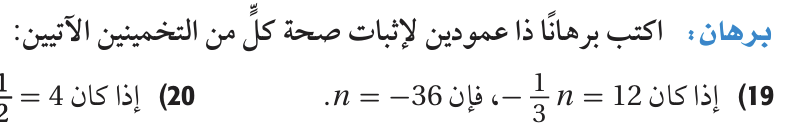 برهان: اكتب برهانًا ذا عمودين لإثبات صحة كلٍّ من التخمينين الآتيين:
19) إذا كان 12 = n ‎1/3‎ −، فإن n = −36. 20) إذا كان 4 =